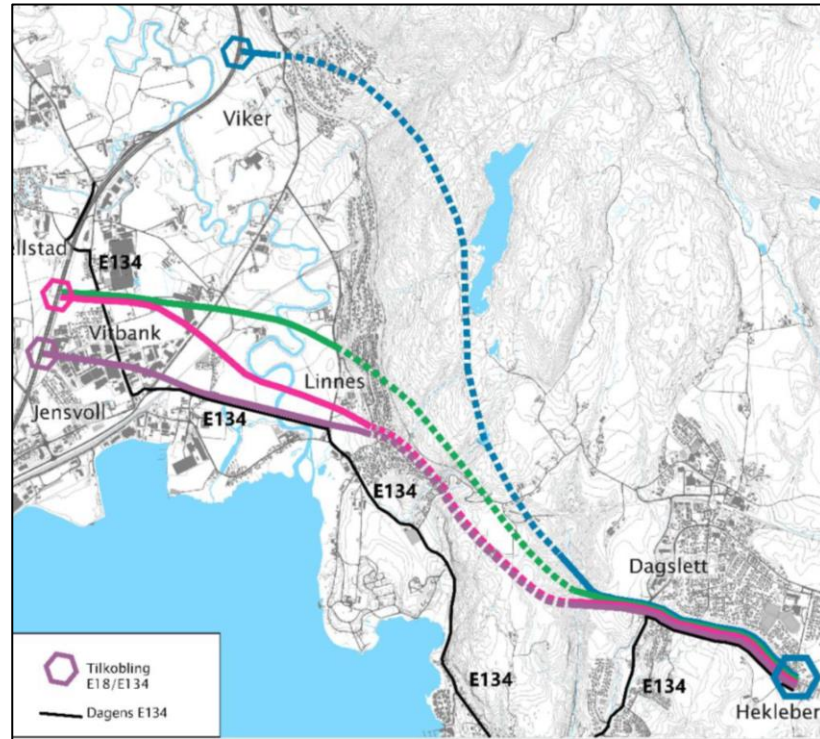 Viker
ellstad
E134
Vitbank
Linnes
Jensvoll
E134
E134
Dagslett
E134
E134
Hekleber
Tilkobling
E18/E134
Dagens E134